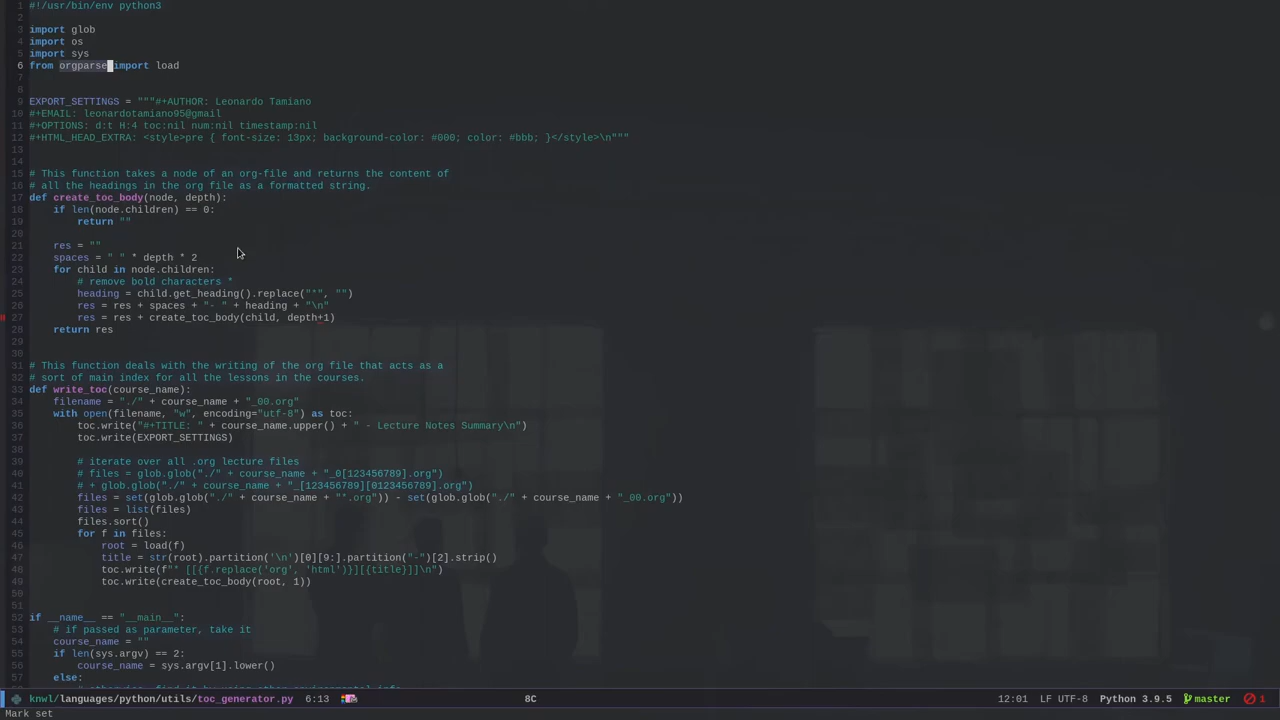 1 #!/usr/bin/env python3
2
3 import glob
4 import os
5 import sys
6 from orgparse import load
7
8
9 EXPORT_SETTINGS = """#+AUTHOR: Leonardo Tamiano
10 #+EMAIL: leonardotamiano95@gmail
11 #+OPTIONS: d:t H:4 toc:nil num:nil timestamp:nil
12 #+HTML_HEAD_EXTRA: <style>pre { font-size: 13px; background-color: #000; color: #bbb; }</style>\n"""
13
14
15 # This function takes a node of an org-file and returns the content of
16 # all the headings in the org file as a formatted string.
17 def create_toc_body(node, depth):
18     if len(node.children) == 0:
19         return ""
20
21     res = ""
22     spaces = " " * depth * 2
23     for child in node.children:
24         # remove bold characters *
25         heading = child.get_heading().replace("*", "")
26         res = res + spaces + "- " + heading + "\n"
27         res = res + create_toc_body(child, depth+1)
28     return res
29
30
31 # This function deals with the writing of the org file that acts as a
32 # sort of main index for all the lessons in the courses.
33 def write_toc(course_name):
34     filename = "./" + course_name + "_00.org"
35     with open(filename, "w", encoding="utf-8") as toc:
36         toc.write("#+TITLE: " + course_name.upper() + " - Lecture Notes Summary\n")
37         toc.write(EXPORT_SETTINGS)
38
39         # iterate over all .org lecture files
40         # files = glob.glob("./" + course_name + "_0[123456789].org")
41         # + glob.glob("./" + course_name + "_[123456789][0123456789].org")
42         files = set(glob.glob("./" + course_name + "*.org")) - set(glob.glob("./" + course_name + "_00.org"))
43         files = list(files)
44         files.sort()
45         for f in files:
46             root = load(f)
47             title = str(root).partition('\n')[0][9:].partition("-")[2].strip()
48             toc.write(f"* [[{f.replace('org', 'html')}][{title}]]\n")
49             toc.write(create_toc_body(root, 1))
50
51
52 if __name__ == "__main__":
53     # if passed as parameter, take it
54     course_name = ""
55     if len(sys.argv) == 2:
56         course_name = sys.argv[1].lower()
57     else:
knwl/languages/python/utils/toc_generator.py 6:13 8C 12:01 LF UTF-8 Python 3.9.5 master 1
Mark set